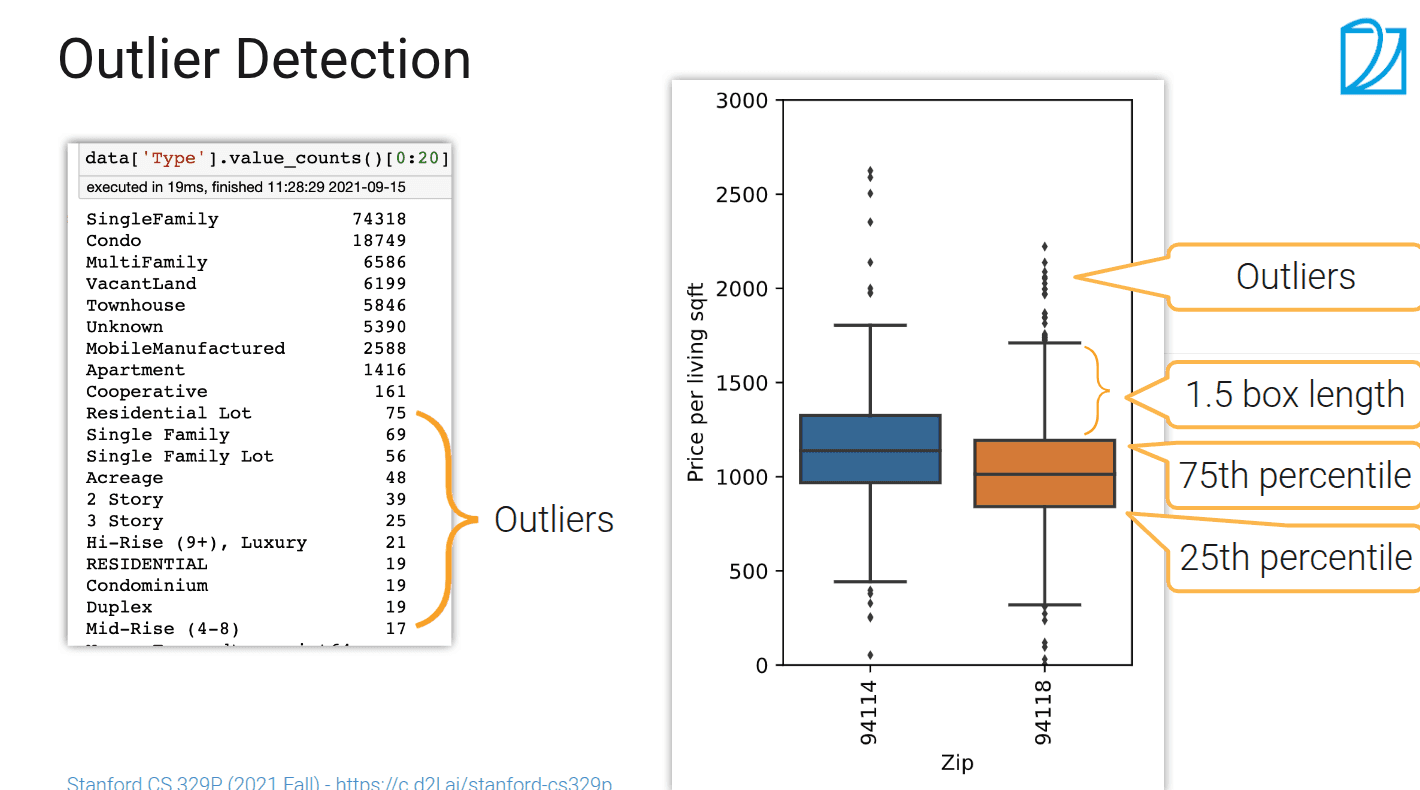 Outlier Detection
data['Type'].value_counts()[0:20]
executed in 19ms, finished 11:28:29 2021-09-15
SingleFamily 74318
Condo 18749
MultiFamily 6586
VacantLand 6199
Townhouse 5846
Unknown 5390
MobileManufactured 2588
Apartment 1416
Cooperative 161
Residential Lot 75
Single Family 69
Single Family Lot 56
Acreage 48
2 Story 39
3 Story 25
Hi-Rise (9+), Luxury 21
RESIDENTIAL 19
Condominium 19
Duplex 19
Mid-Rise (4-8) 17
Outliers
3000
2500
2000
1500
1000
500
0
Price per living sqft
94114
94118
Zip
Outliers
1.5 box length
75th percentile
25th percentile
Stanford CS 329P (2021 Fall) - https://c.d2l.ai/stanford-cs329p